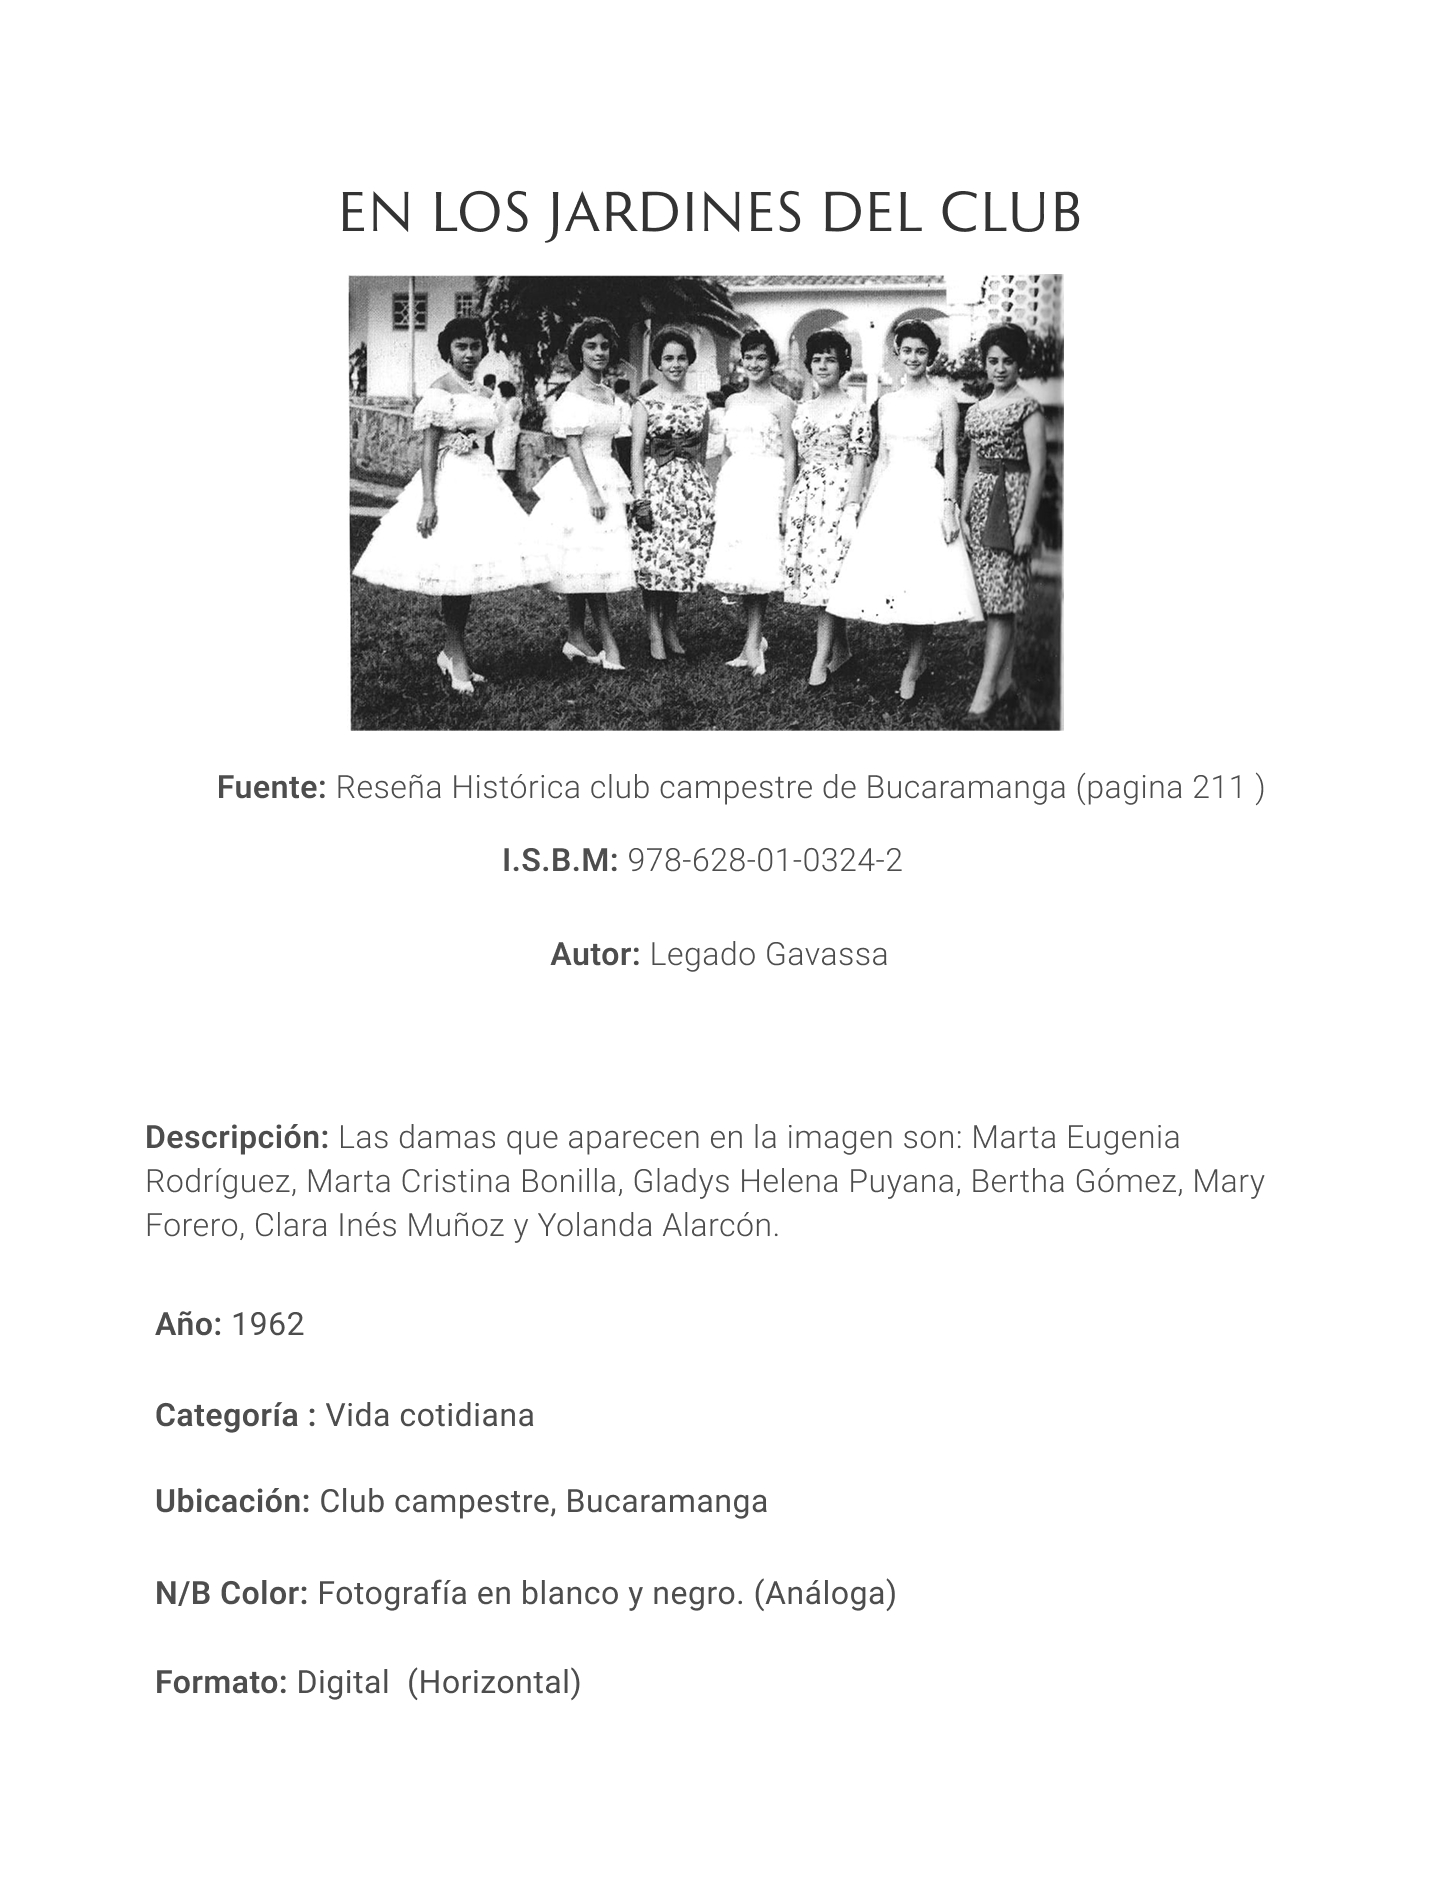 EN LOS JARDINES DEL CLUB
Fuente: Reseña Histórica club campestre de Bucaramanga (pagina 211 )
I.S.B.M: 978-628-01-0324-2
Autor: Legado Gavassa
Descripción: Las damas que aparecen en la imagen son: Marta Eugenia
Rodríguez, Marta Cristina Bonilla, Gladys Helena Puyana, Bertha Gómez, Mary
Forero, Clara Inés Muñoz y Yolanda Alarcón.
Año: 1962
Categoría : Vida cotidiana
Ubicación: Club campestre, Bucaramanga
N/B Color: Fotografía en blanco y negro. (Análoga)
Formato: Digital  (Horizontal)